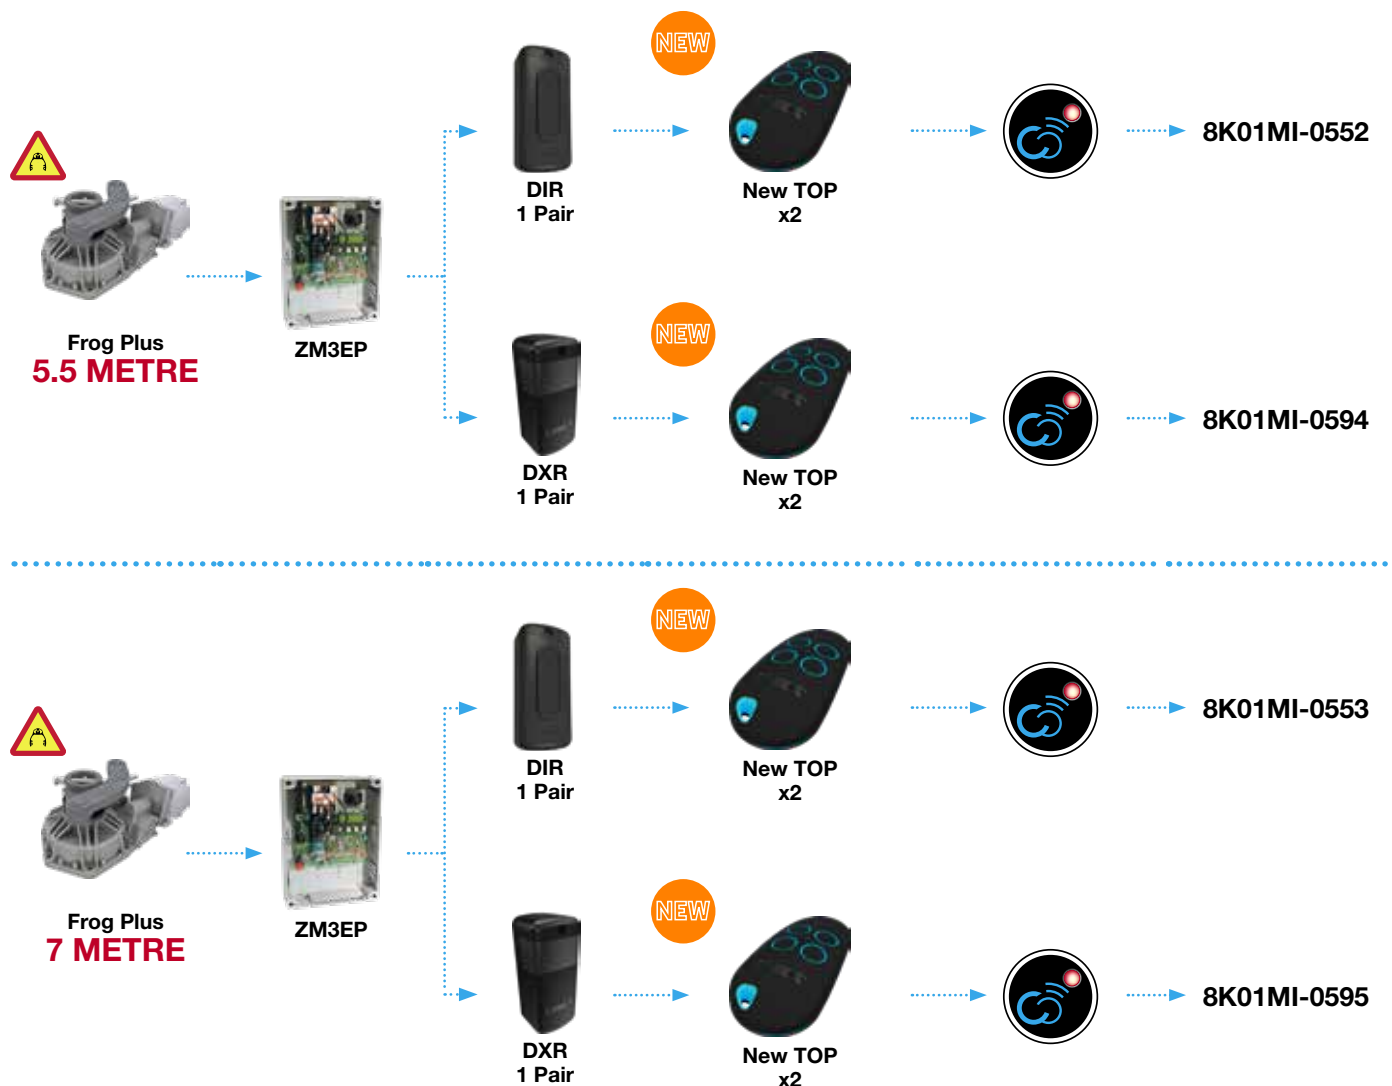 NEW
8K01MI-0552
DIR
1 Pair
New TOP
x2
Frog Plus
5.5 METRE
ZM3EP
NEW
8K01MI-0594
DXR
1 Pair
New TOP
x2
NEW
8K01MI-0553
DIR
1 Pair
New TOP
x2
Frog Plus
7 METRE
ZM3EP
NEW
8K01MI-0595
DXR
1 Pair
New TOP
x2